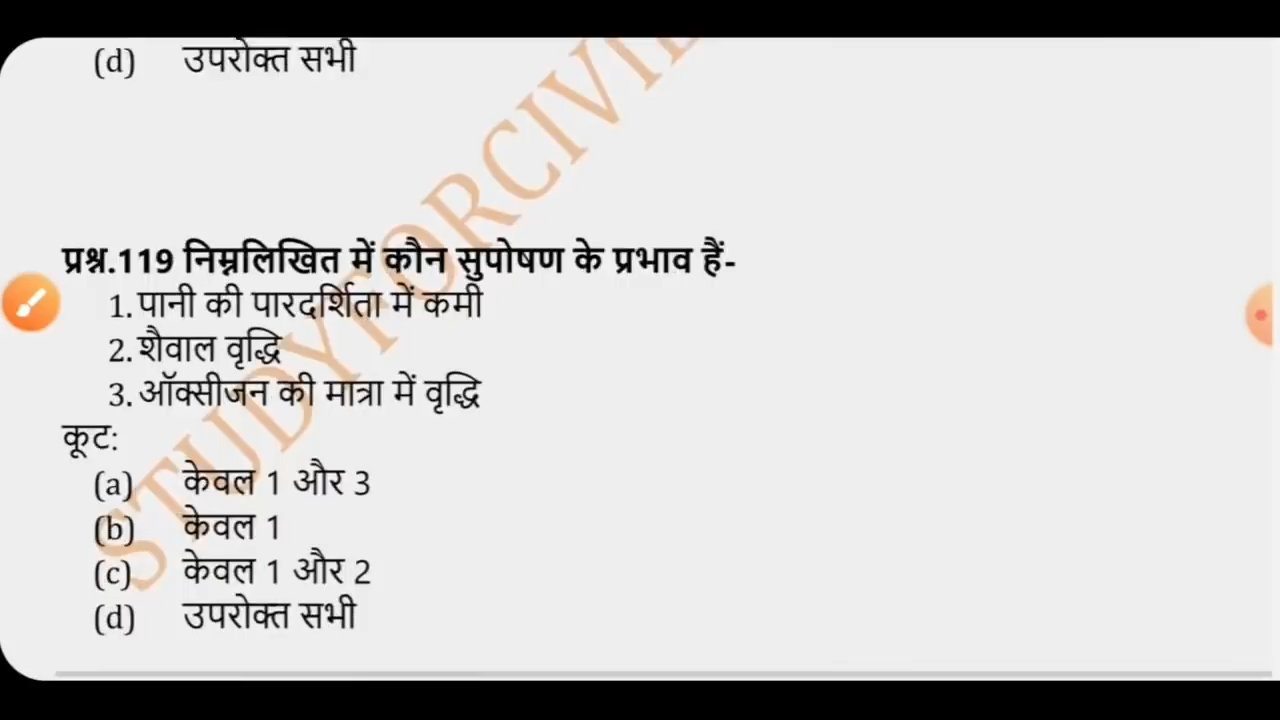 (d) उपरोक्त सभी
STUDYFORCIVIL
प्रश्न.119 निम्नलिखित में कौन सुपोषण के प्रभाव हैं-
1. पानी की पारदर्शिता में कमी
2. शैवाल वृद्धि
3. ऑक्सीजन की मात्रा में वृद्धि
कूट:
(a) केवल 1 और 3
(b) केवल 1
(c) केवल 1 और 2
(d) उपरोक्त सभी